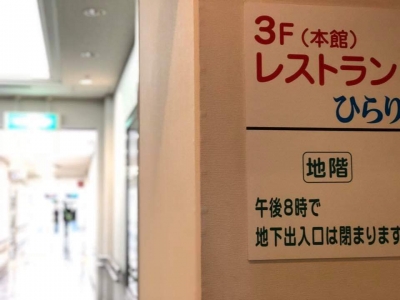 3F(本館)
レストラン
ひらり
地階
午後8時で
地下出入口は閉まります